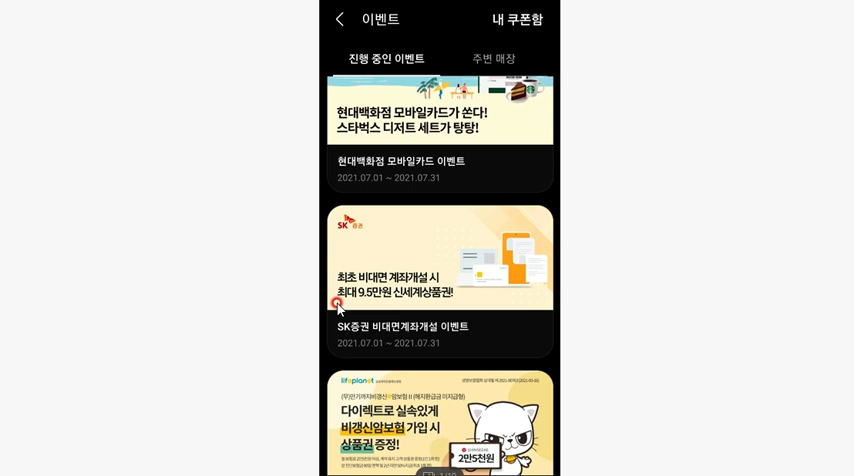 이벤트
내 쿠폰함
진행 중인 이벤트
주변 매장
현대백화점 모바일카드가 쏜다!
스타벅스 디저트 세트가 탕탕!
현대백화점 모바일카드 이벤트
2021.07.01 ~ 2021.07.31
SK증권
최초 비대면 계좌개설 시
최대 9.5만원 신세계상품권!
SK증권 비대면계좌개설 이벤트
2021.07.01 ~ 2021.07.31
lifeplanet
다이렉트로 실속있게
비갱신암보험 가입 시
상품권 증정!
2만5천원